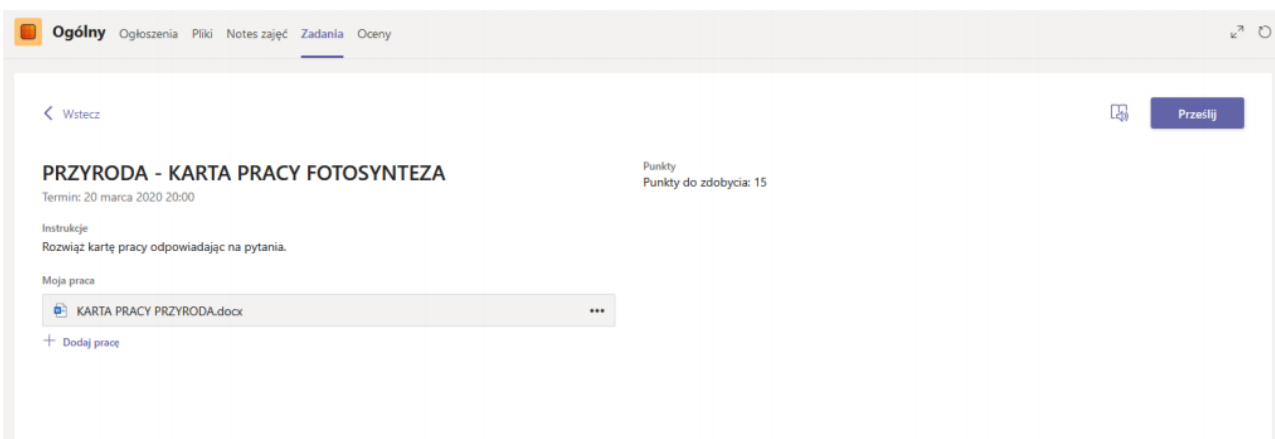 Ogólny Ogłoszenia Pliki Notes zajęć Zadania Oceny
Wstecz
Prześlij
PRZYRODA - KARTA PRACY FOTOSYNTEZA
Termin: 20 marca 2020 20:00
Punkty
Punkty do zdobycia: 15
Instrukcje
Rozwiąż kartę pracy odpowiadając na pytania.
Moja praca
KARTA PRACY PRZYRODA.docx
Dodaj pracę